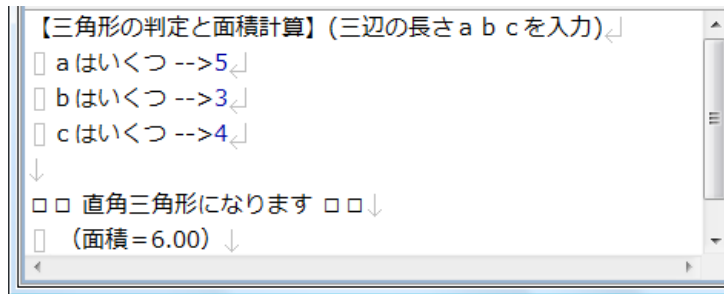 【三角形の判定と面積計算】(三辺の長さａｂｃを入力)↲
▯ ａはいくつ -->5↲
▯ ｂはいくつ -->3↲
▯ ｃはいくつ -->4↲
↓
□ □ 直角三角形になります □ □↓
▯ （面積＝6.00）↓